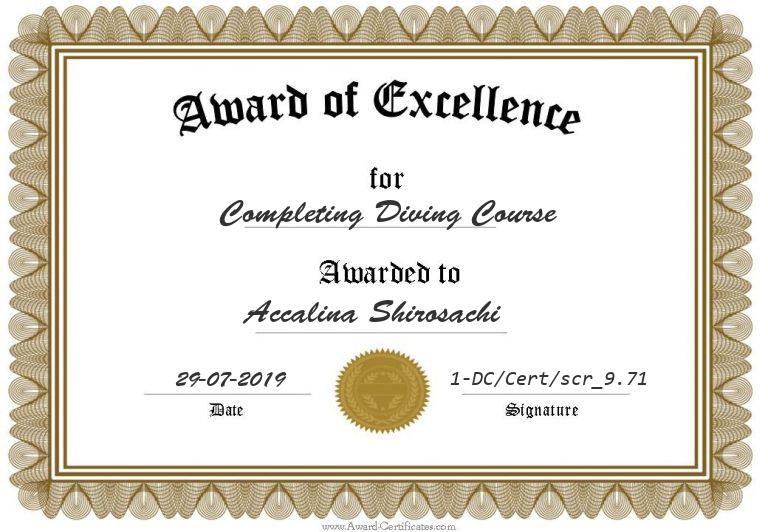 Award of Excellence
for
Completing Diving Course
Awarded to
Accalina Shirosachi
29-07-2019
1-DC/Cert/scr_9.71
Date
Signature
www.Award-Certificates.com